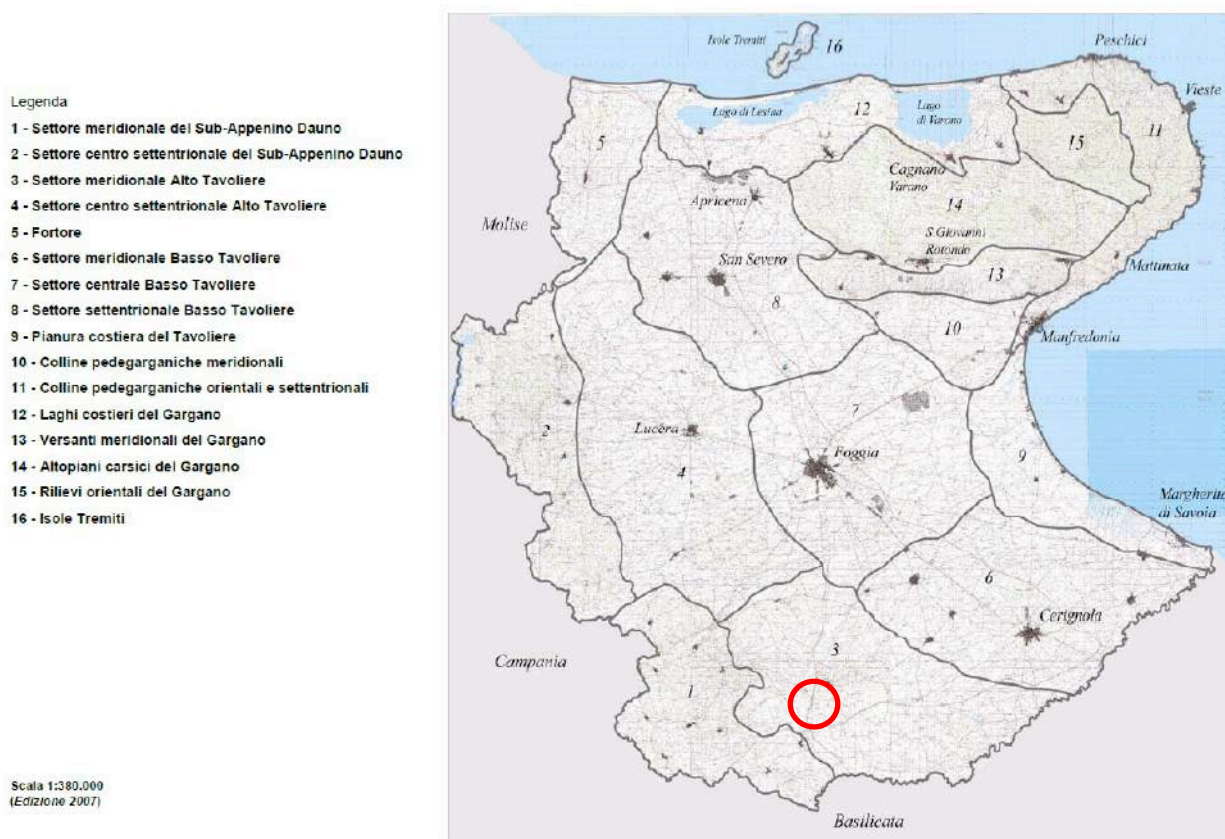 Legenda
1 - Settore meridionale del Sub-Appenino Dauno
2 - Settore centro settentrionale del Sub-Appenino Dauno
3 - Settore meridionale Alto Tavoliere
4 - Settore centro settentrionale Alto Tavoliere
5 - Fortore
6 - Settore meridionale Basso Tavoliere
7 - Settore centrale Basso Tavoliere
8 - Settore settentrionale Basso Tavoliere
9 - Pianura costiera del Tavoliere
10 - Colline pedegarganiche meridionali
11 - Colline pedegarganiche orientali e settentrionali
12 - Laghi costieri del Gargano
13 - Versanti meridionali del Gargano
14 - Altopiani carsici del Gargano
15 - Rilievi orientali del Gargano
16 - Isole Tremiti
Scala 1:380.000
(Edizione 2007)
Isole Tremiti
16
Peschici
Vieste
Lago di Lesina
12
Lago
di Varano
5
15
11
Cagnano
Varano
Apricena
14
Molise
S.Giovanni
Rotondo
San Severo
13
Mattinata
8
10
Manfredonia
7
2
Lucera
4
Foggia
9
Margherita
di Savoia
6
Cerignola
3
Campania
1
Basilicata